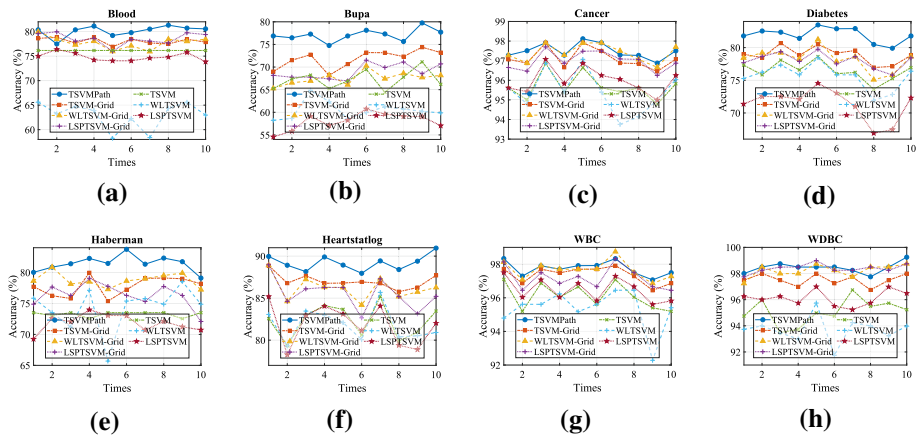 Blood
Accuracy (%)
80
75
70
65
60
TSVMPath
TSVM
TSVM-Grid
WLTSVM
WLTSVM-Grid
LSPTSVM
LSPTSVM-Grid
2 4 6 8 10
Times
(a)
Bupa
Accuracy (%)
80
75
70
65
60
55
TSVMPath
TSVM
TSVM-Grid
WLTSVM
WLTSVM-Grid
LSPTSVM
LSPTSVM-Grid
2 4 6 8 10
Times
(b)
Cancer
Accuracy (%)
99
98
97
96
95
94
93
TSVMPath
TSVM
TSVM-Grid
WLTSVM
WLTSVM-Grid
LSPTSVM
LSPTSVM-Grid
2 4 6 8 10
Times
(c)
Diabetes
Accuracy (%)
80
75
70
TSVMPath
TSVM
TSVM-Grid
WLTSVM
WLTSVM-Grid
LSPTSVM
LSPTSVM-Grid
2 4 6 8 10
Times
(d)
Haberman
Accuracy (%)
80
75
70
65
TSVMPath
TSVM
TSVM-Grid
WLTSVM
WLTSVM-Grid
LSPTSVM
LSPTSVM-Grid
2 4 6 8 10
Times
(e)
Heartstatlog
Accuracy (%)
90
85
80
TSVMPath
TSVM
TSVM-Grid
WLTSVM
WLTSVM-Grid
LSPTSVM
LSPTSVM-Grid
2 4 6 8 10
Times
(f)
WBC
Accuracy (%)
98
96
94
92
TSVMPath
TSVM
TSVM-Grid
WLTSVM
WLTSVM-Grid
LSPTSVM
LSPTSVM-Grid
2 4 6 8 10
Times
(g)
WDBC
Accuracy (%)
100
98
96
94
92
TSVMPath
TSVM
TSVM-Grid
WLTSVM
WLTSVM-Grid
LSPTSVM
LSPTSVM-Grid
2 4 6 8 10
Times
(h)